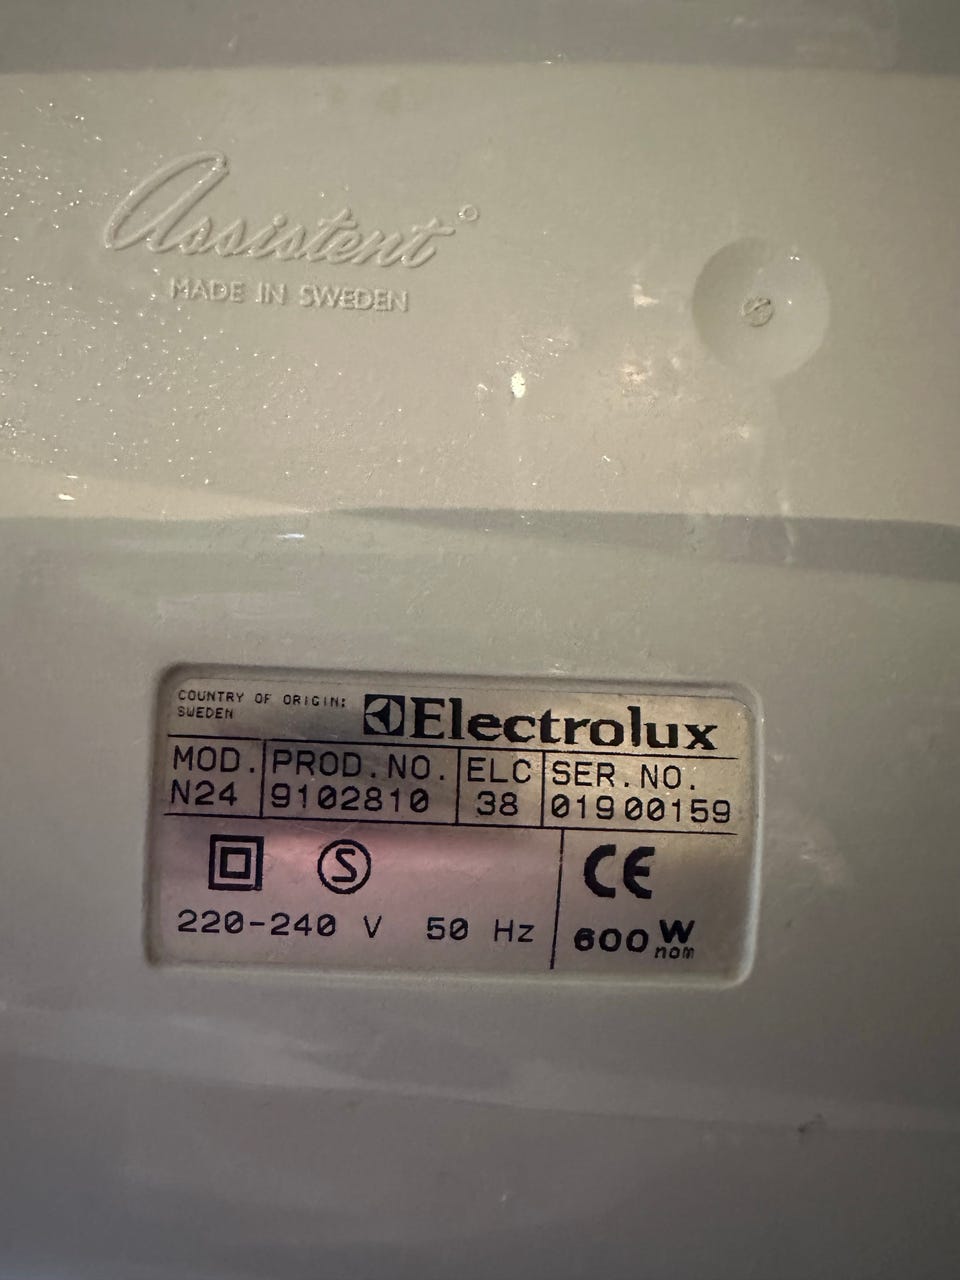 Assistent
MADE IN SWEDEN
COUNTRY OF ORIGIN:
SWEDEN
Electrolux
MOD. PROD.NO. ELC SER.NO.
N24 9102810 38 01900159
S CE
220-240 V 50 Hz 600 W
nom